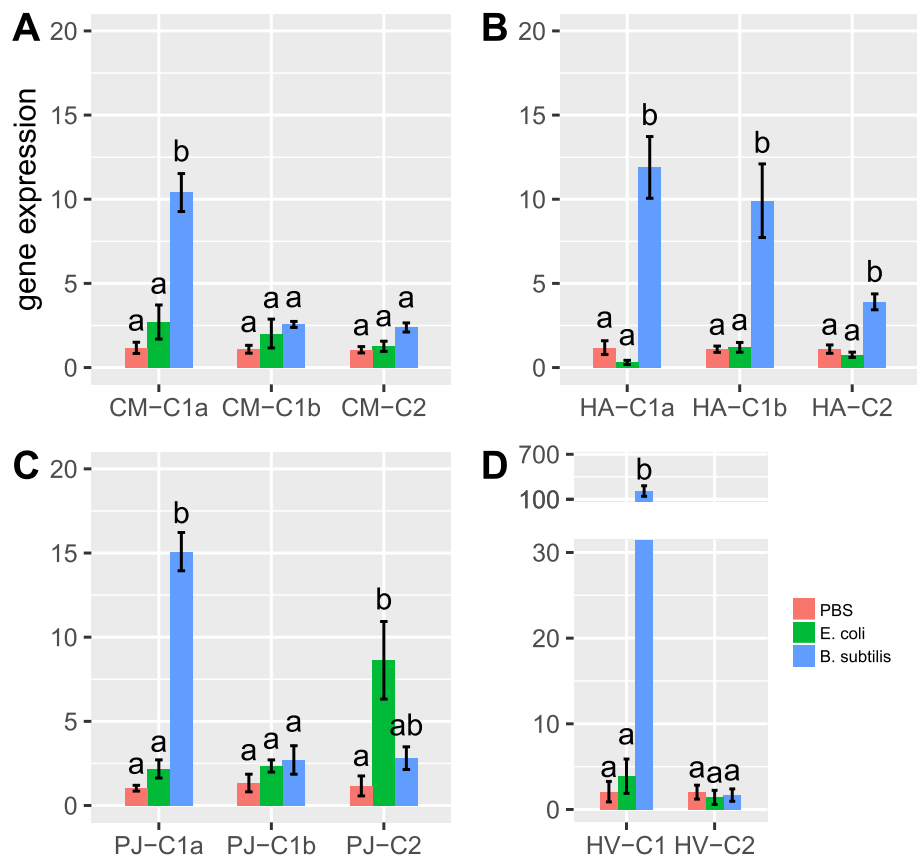 A
B
gene expression
20
15
10
5
0
a
a
b
a
a
a
a
a
a
CM−C1a
CM−C1b
CM−C2
20
15
10
5
0
a
a
b
a
a
b
a
a
b
HA−C1a
HA−C1b
HA−C2
C
D
20
15
10
5
0
a
a
b
a
a
a
a
b
ab
PJ−C1a
PJ−C1b
PJ−C2
700
100
30
20
10
0
b
a
a
a
a
a
HV−C1
HV−C2
PBS
E. coli
B. subtilis